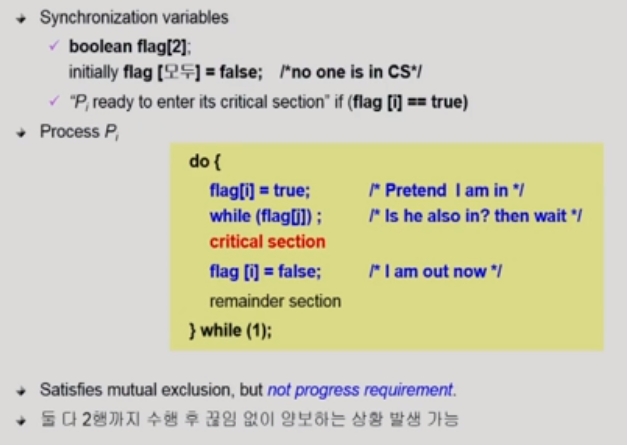 Synchronization variables
boolean flag[2];
initially flag [모두] = false; /*no one is in CS*/
"Pi ready to enter its critical section" if (flag [i] == true)
Process Pi
do {
flag[i] = true; /* Pretend I am in */
while (flag[j]) ; /* Is he also in? then wait */
critical section
flag [i] = false; /* I am out now */
remainder section
} while (1);
Satisfies mutual exclusion, but not progress requirement.
둘 다 2행까지 수행 후 끊임 없이 양보하는 상황 발생 가능